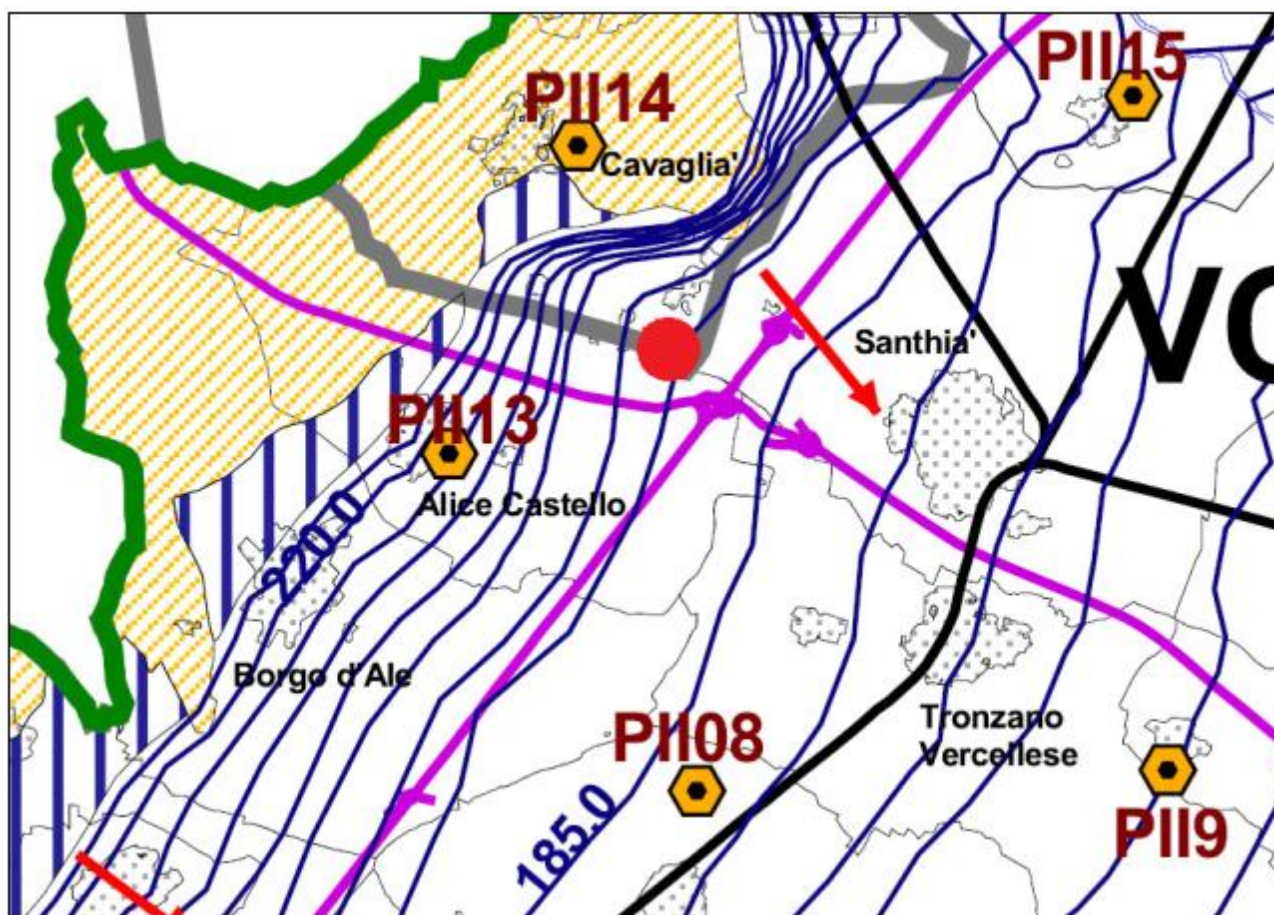 PII15
PII14
Cavaglia'
VC
Santhia'
PII13
Alice Castello
220.0
Borgo d'Ale
Tronzano
Vercellese
PII08
185.0
PII9